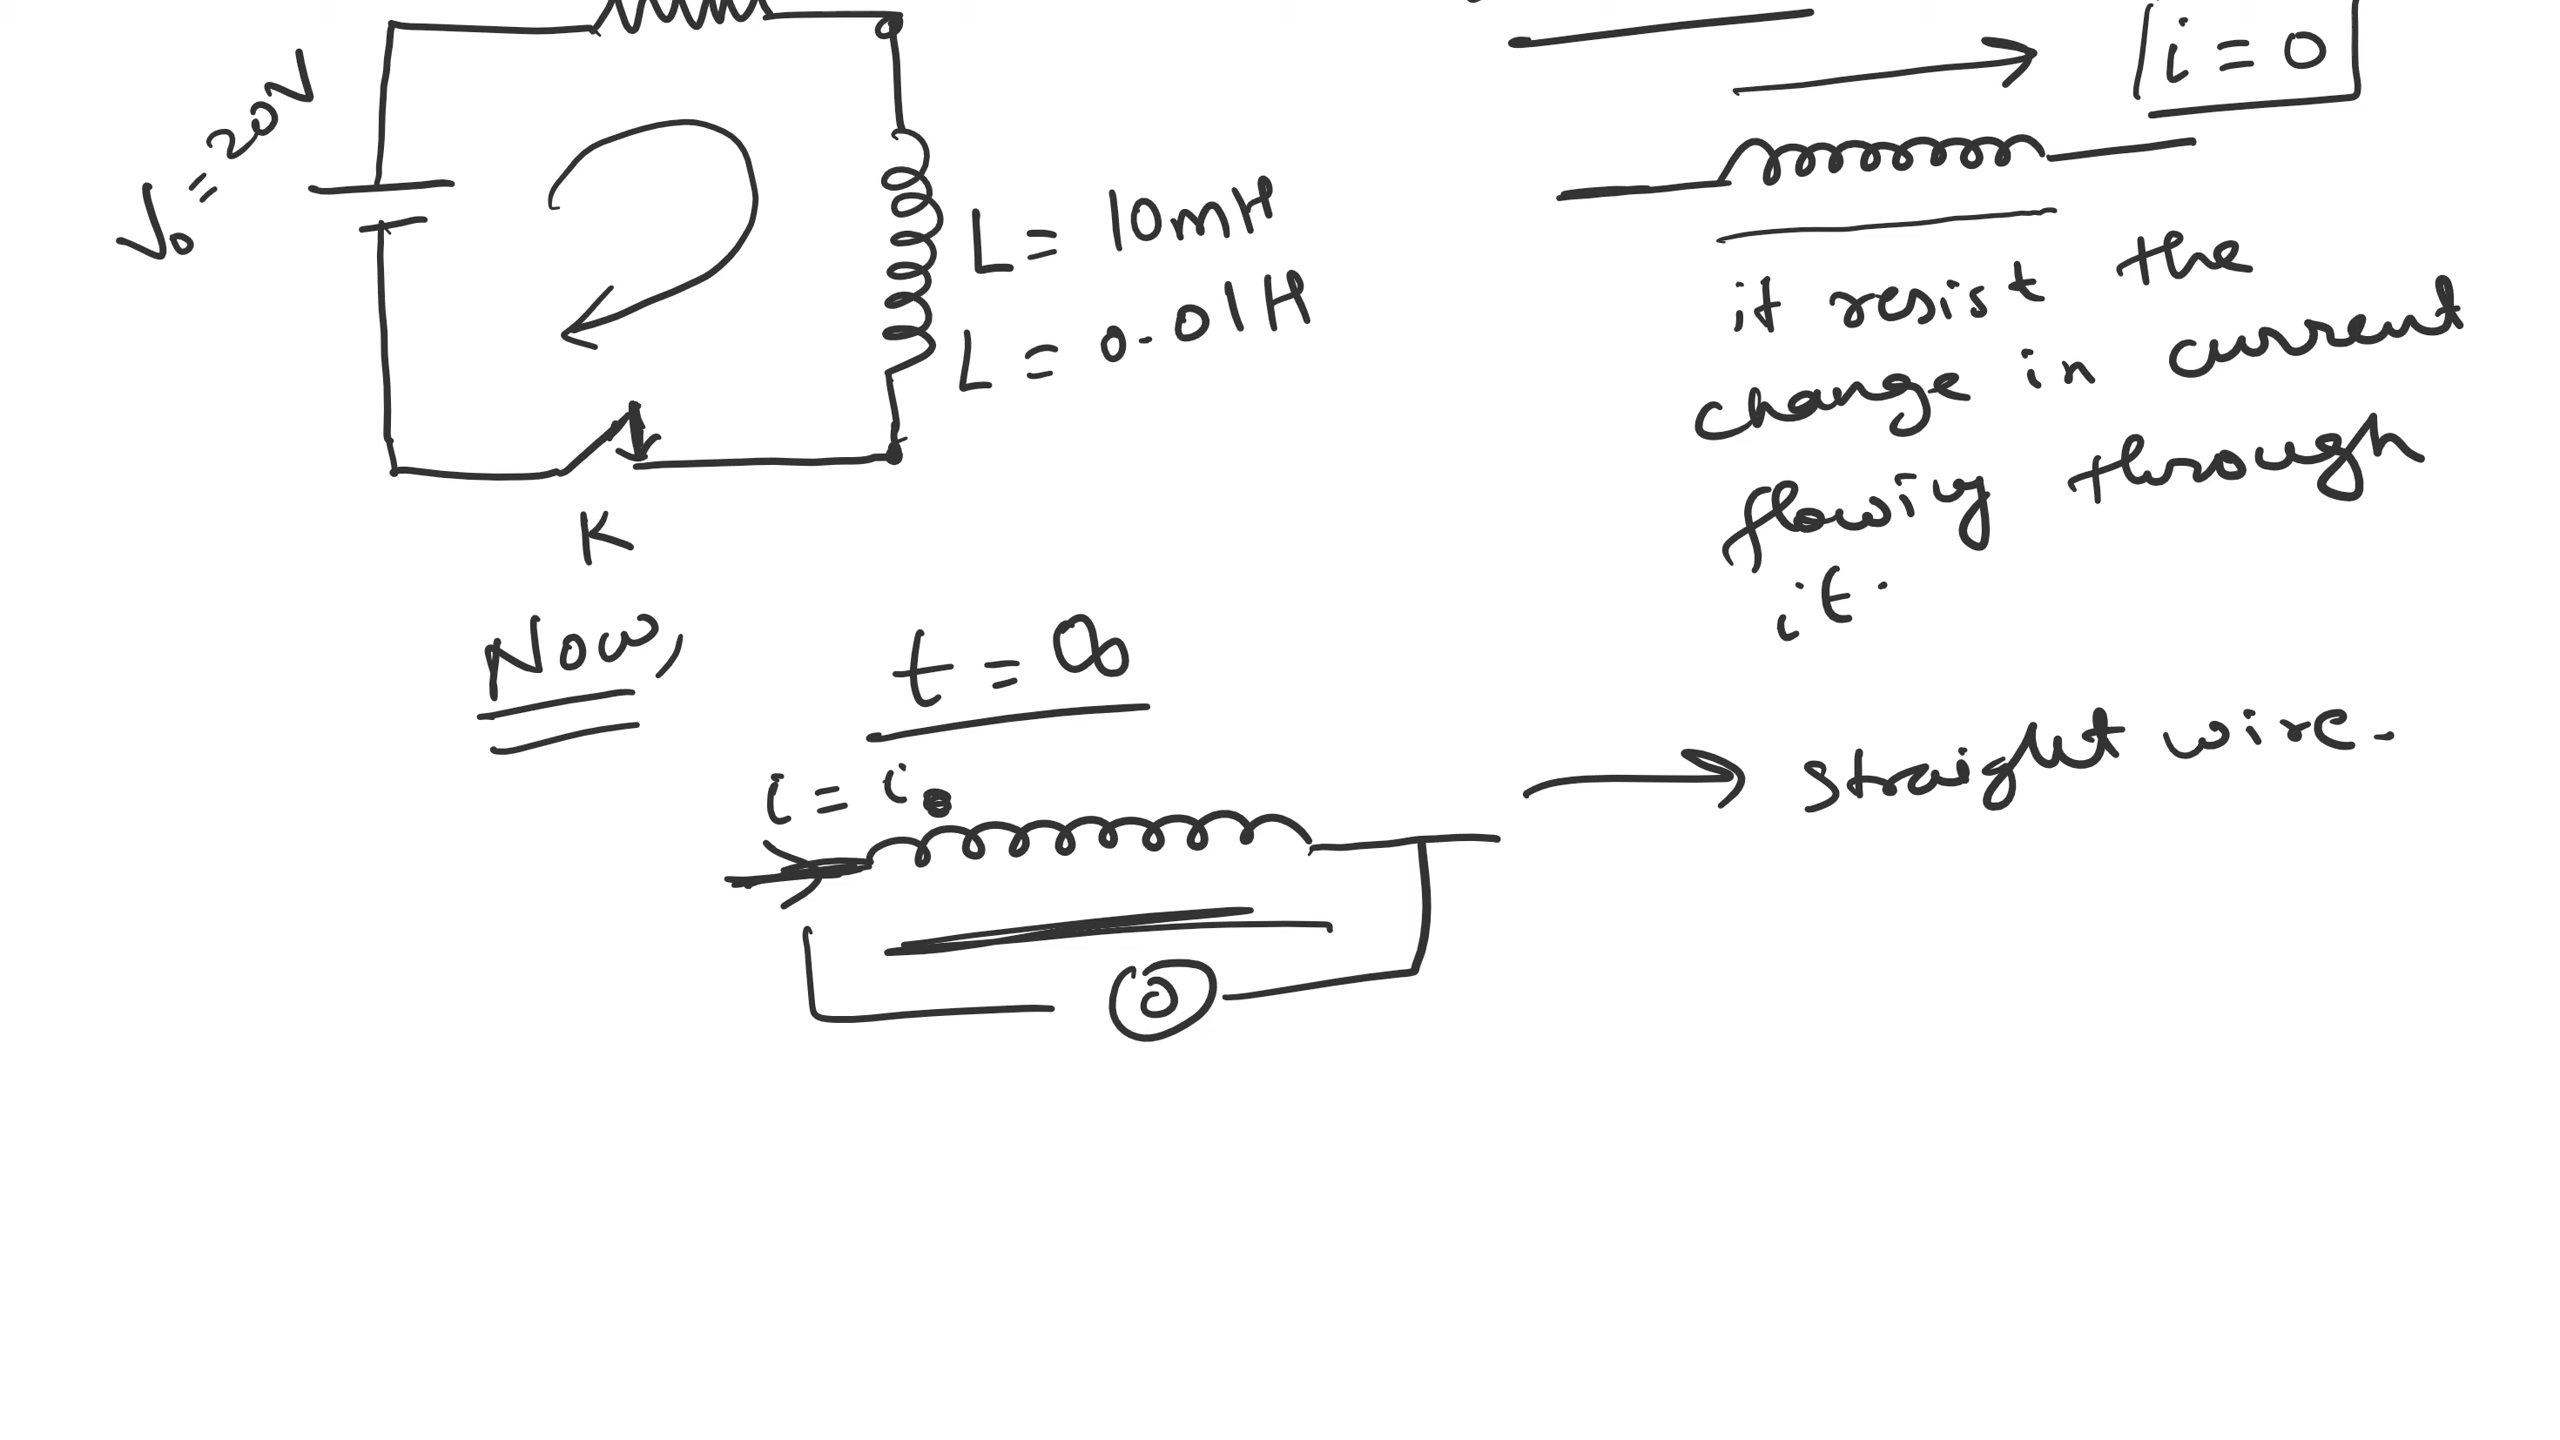 V₀ = 20V
L = 10mH
L = 0.01H
K
i = 0
it resist the
change in current
flowing through
it.
Now,
t = ∞
i = i₀
0
→ straight wire.